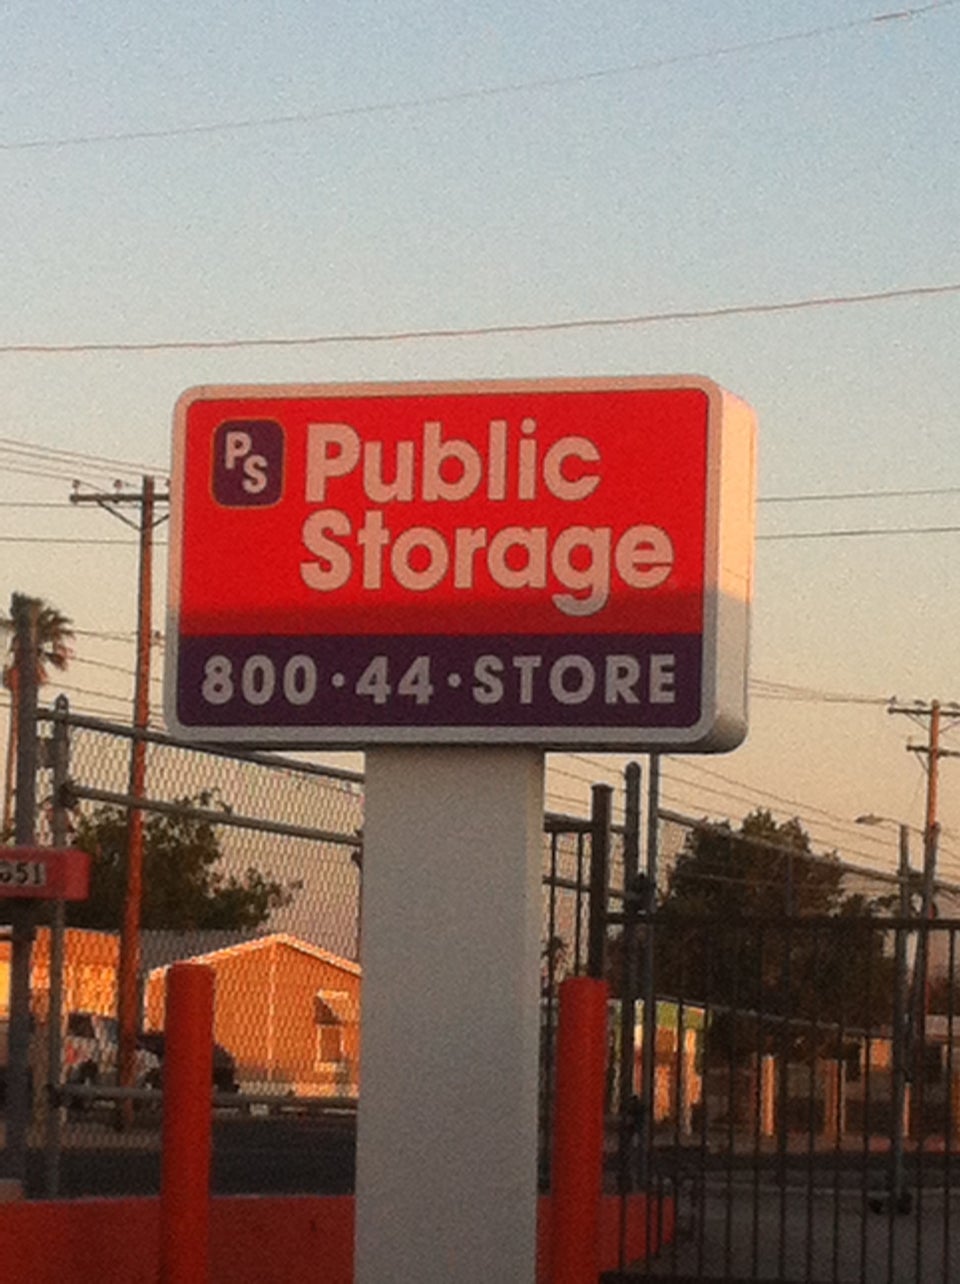 PS
Public
Storage
800·44·STORE